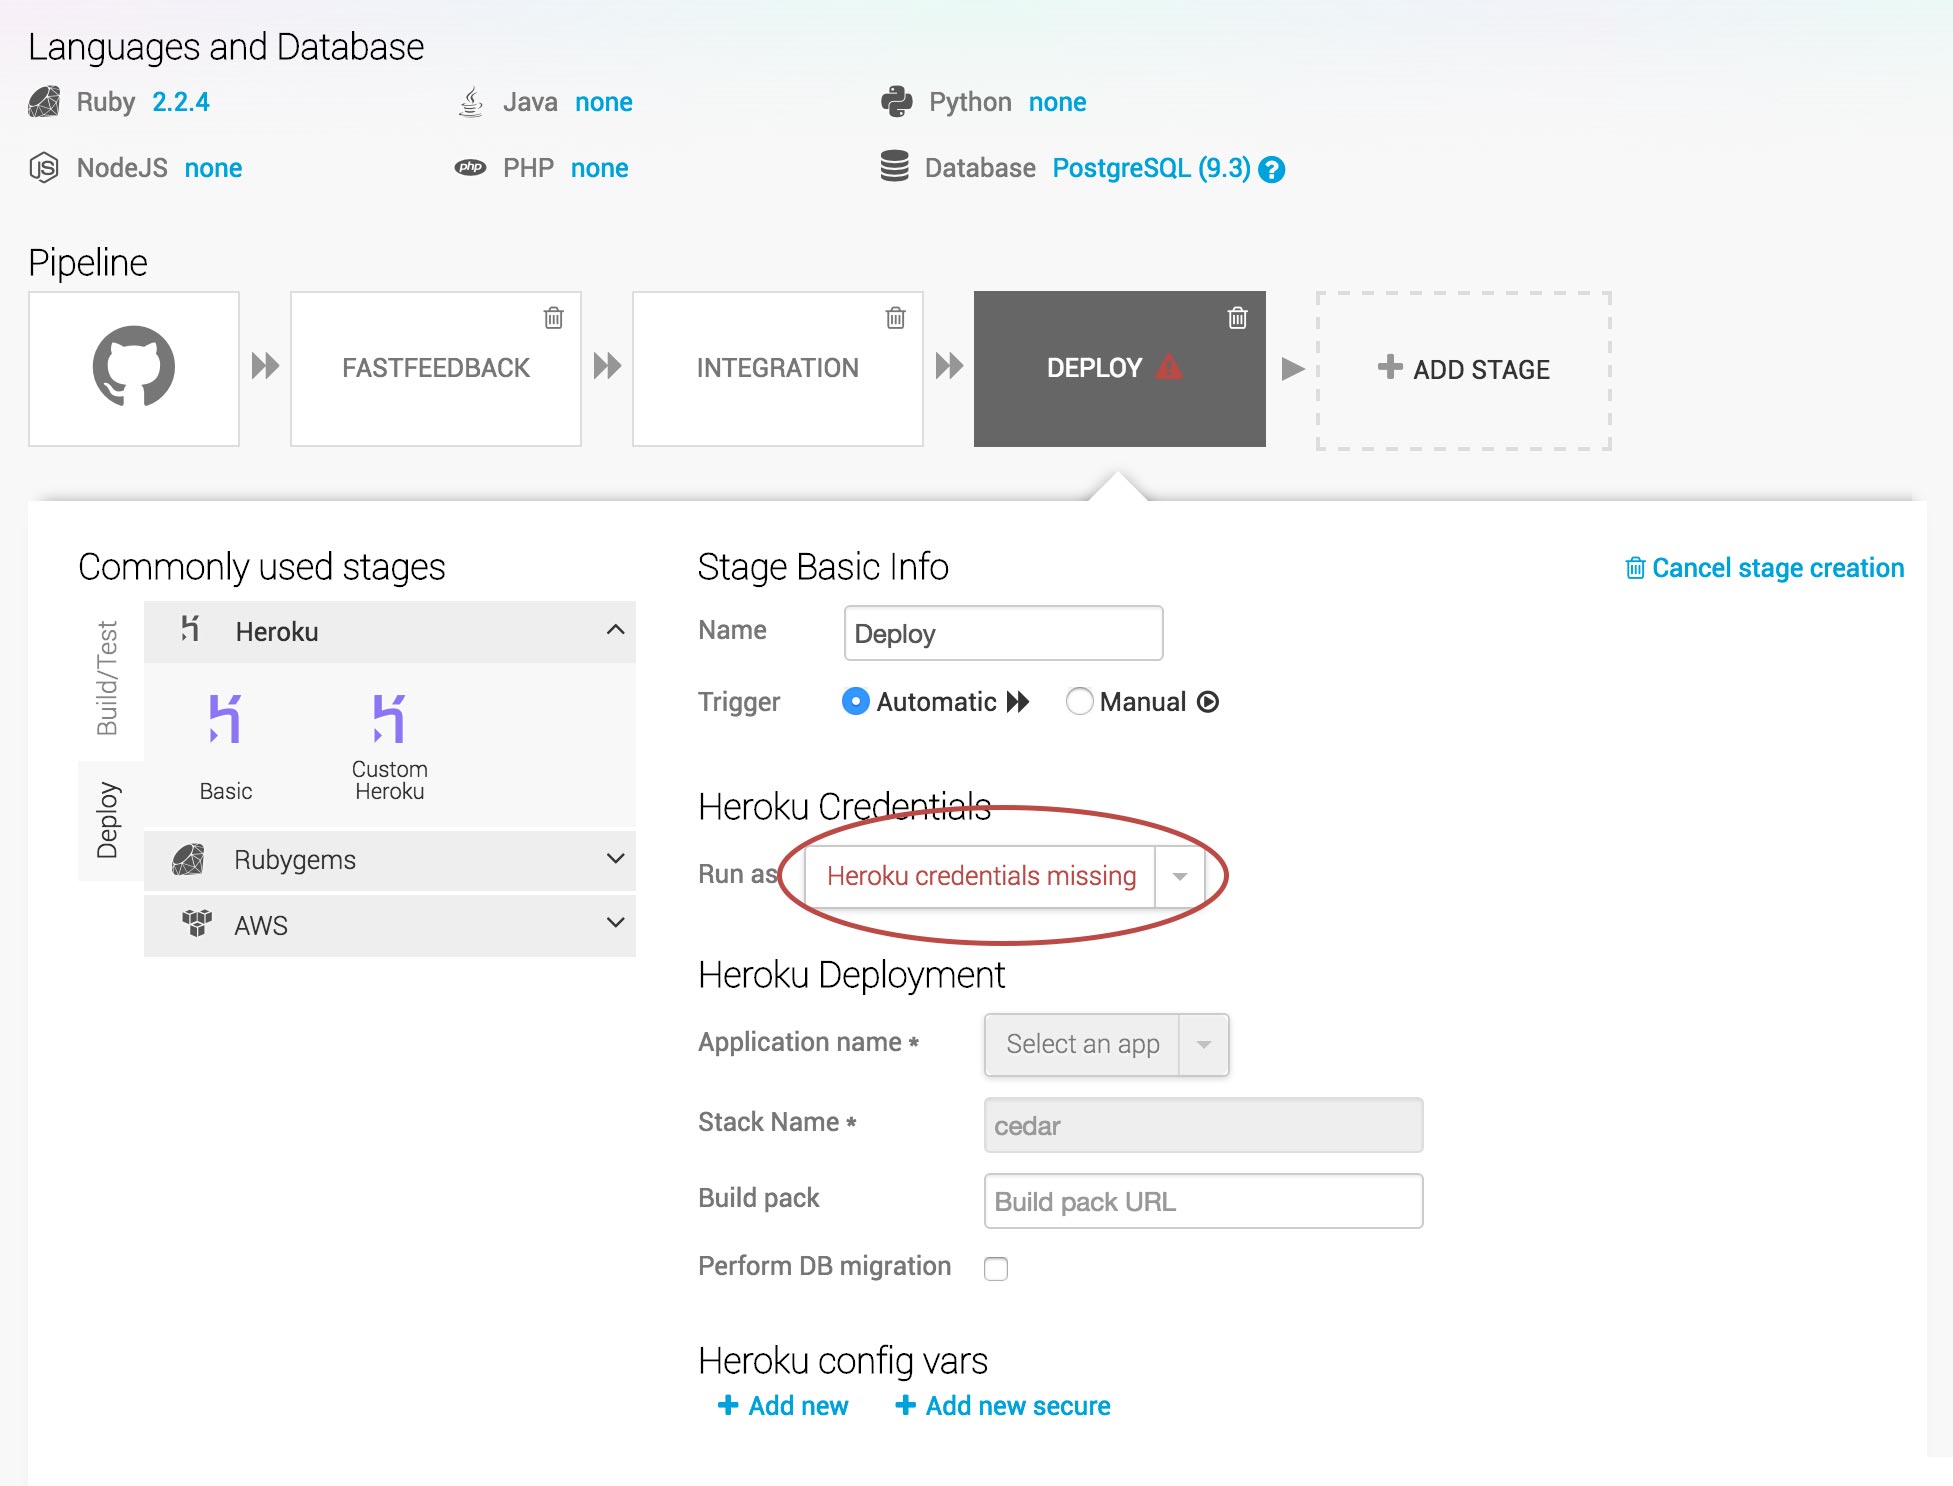 Languages and Database
Ruby 2.2.4 Java none Python none
JS NodeJS none php PHP none Database PostgreSQL (9.3) ?
Pipeline
FASTFEEDBACK INTEGRATION DEPLOY ADD STAGE
Commonly used stages
Build/Test
Deploy
Heroku
Basic
Custom
Heroku
Rubygems
AWS
Stage Basic Info
Cancel stage creation
Name Deploy
Trigger Automatic Manual
Heroku Credentials
Run as Heroku credentials missing
Heroku Deployment
Application name * Select an app
Stack Name * cedar
Build pack Build pack URL
Perform DB migration
Heroku config vars
+ Add new + Add new secure